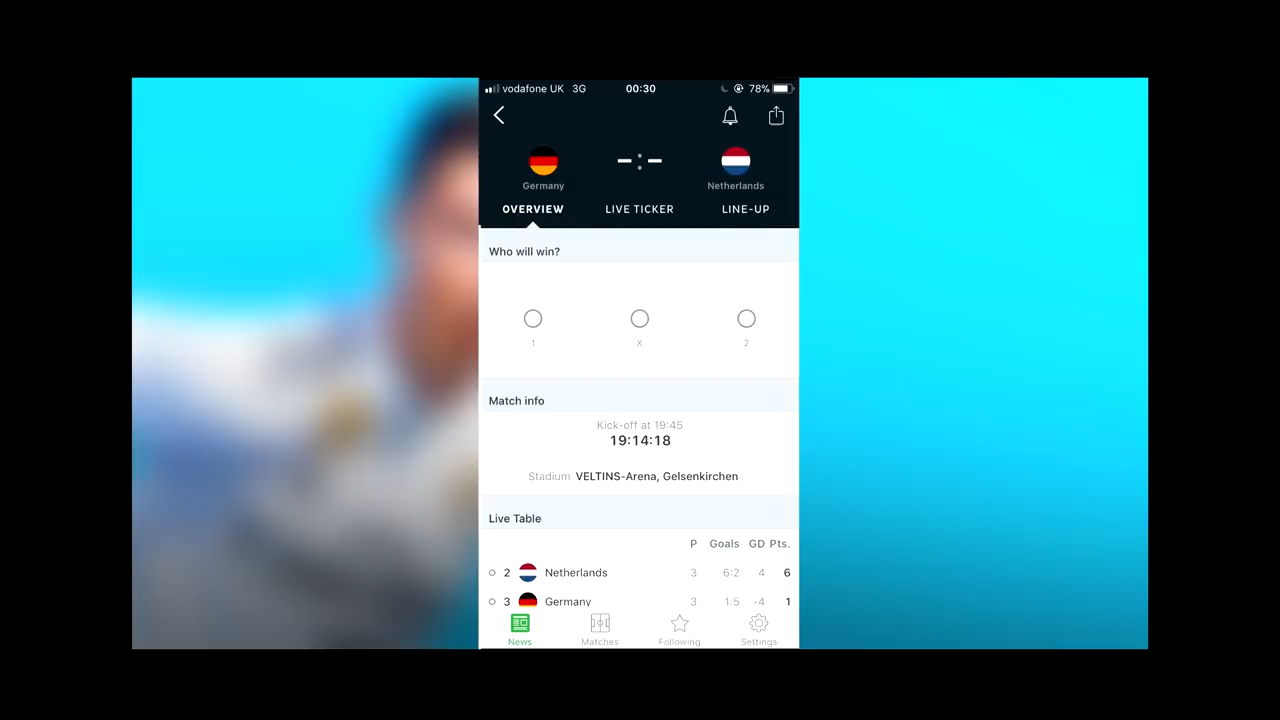 vodafone UK 3G 00:30 78%
Germany
– : –
Netherlands
OVERVIEW LIVE TICKER LINE-UP
Who will win?
1 X 2
Match info
Kick-off at 19:45
19:14:18
Stadium VELTINS-Arena, Gelsenkirchen
Live Table
P Goals GD Pts.
2 Netherlands 3 6:2 4 6
3 Germany 3 1:5 -4 1
News Matches Following Settings